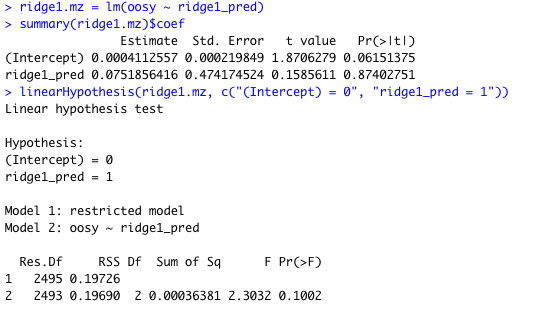 > ridge1.mz = lm(oosy ~ ridge1_pred)
> summary(ridge1.mz)$coef
Estimate Std. Error t value Pr(>|t|)
(Intercept) 0.0004112557 0.000219849 1.8706279 0.06151375
ridge1_pred 0.0751856416 0.474174524 0.1585611 0.87402751
> linearHypothesis(ridge1.mz, c("(Intercept) = 0", "ridge1_pred = 1"))
Linear hypothesis test
Hypothesis:
(Intercept) = 0
ridge1_pred = 1
Model 1: restricted model
Model 2: oosy ~ ridge1_pred
Res.Df RSS Df Sum of Sq F Pr(>F)
1 2495 0.19726
2 2493 0.19690 2 0.00036381 2.3032 0.1002